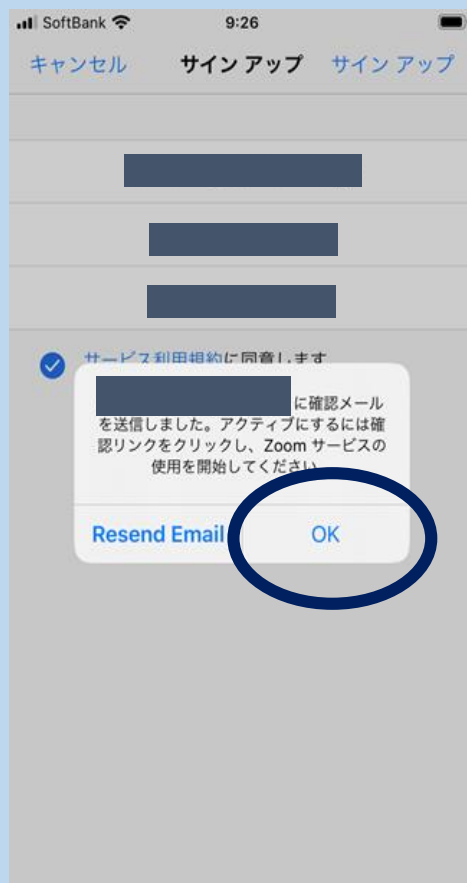 SoftBank 9:26
キャンセル サイン アップ サイン アップ
サービス利用規約に同意します
に確認メール
を送信しました。アクティブにするには確
認リンクをクリックし、Zoom サービスの
使用を開始してください
Resend Email OK